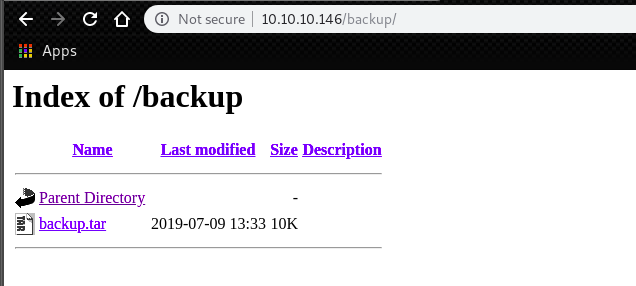 Not secure | 10.10.10.146/backup/
Apps
Index of /backup
Name Last modified Size Description
Parent Directory -
TAR backup.tar 2019-07-09 13:33 10K